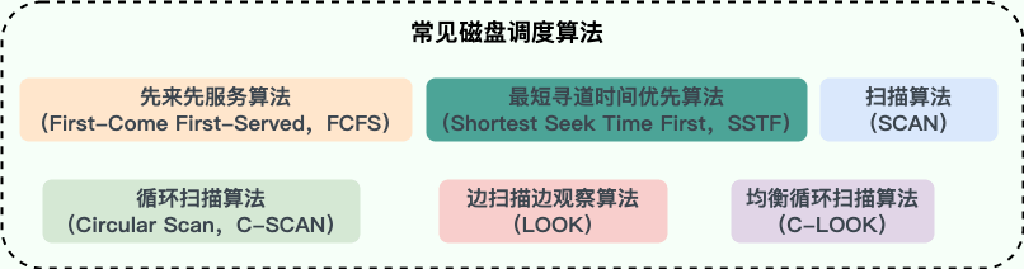 常见磁盘调度算法
先来先服务算法
（First-Come First-Served，FCFS）
最短寻道时间优先算法
（Shortest Seek Time First，SSTF）
扫描算法
（SCAN）
循环扫描算法
（Circular Scan，C-SCAN）
边扫描边观察算法
（LOOK）
均衡循环扫描算法
（C-LOOK）